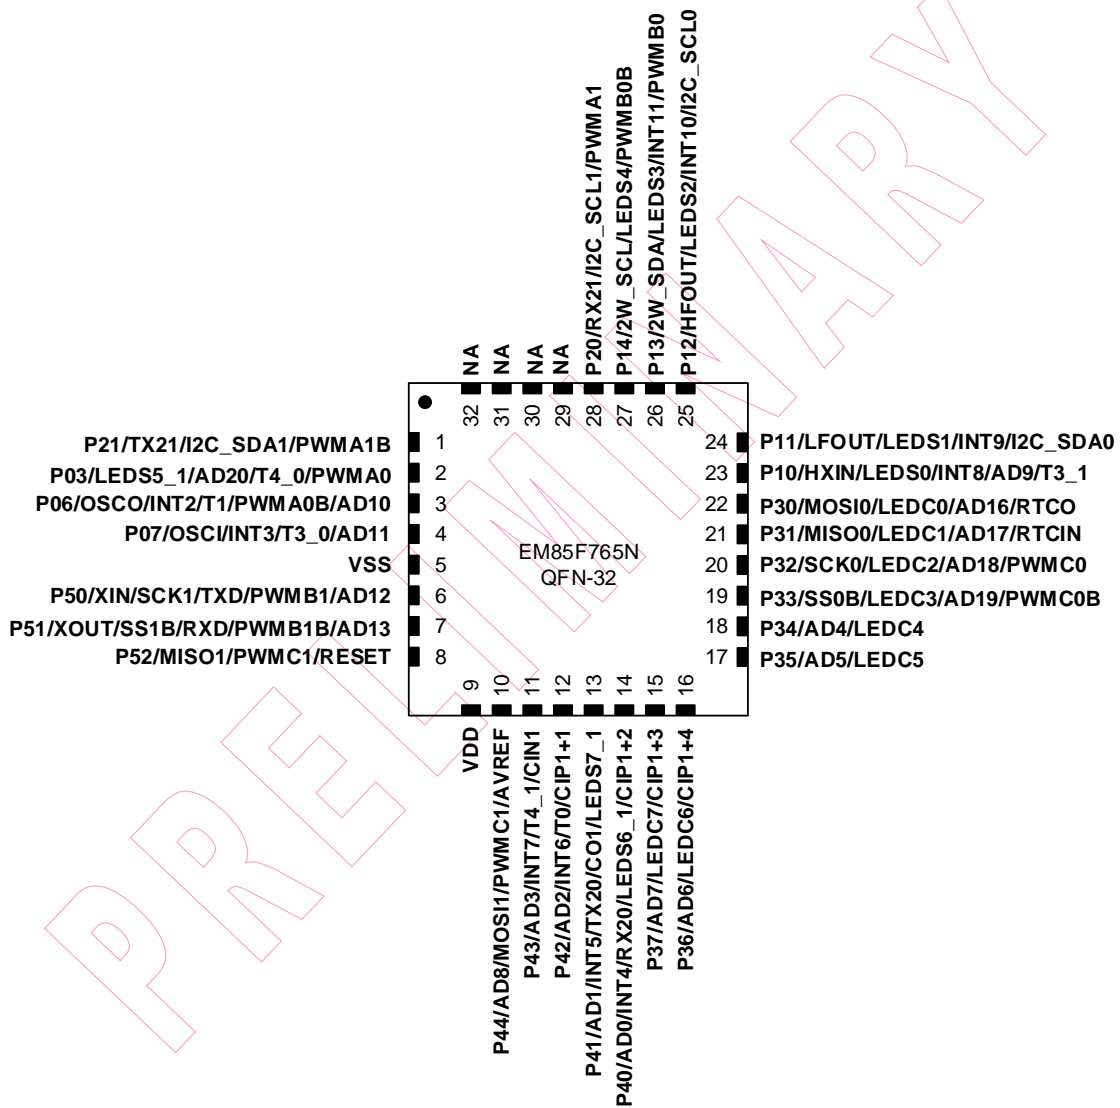 P20/RX21/I2C_SCL1/PWMA1
P14/2W_SCL/LEDS4/PWMB0B
P13/2W_SDA/LEDS3/INT11/PWMB0
P12/HFOUT/LEDS2/INT10/I2C_SCL0
NA
NA
NA
NA
32
31
30
29
28
27
26
25
P21/TX21/I2C_SDA1/PWMA1B
1
P03/LEDS5_1/AD20/T4_0/PWMA0
2
P06/OSCO/INT2/T1/PWMA0B/AD10
3
P07/OSCI/INT3/T3_0/AD11
4
VSS
5
P50/XIN/SCK1/TXD/PWMB1/AD12
6
P51/XOUT/SS1B/RXD/PWMB1B/AD13
7
P52/MISO1/PWMC1/RESET
8
EM85F765N
QFN-32
24
P11/LFOUT/LEDS1/INT9/I2C_SDA0
23
P10/HXIN/LEDS0/INT8/AD9/T3_1
22
P30/MOSI0/LEDC0/AD16/RTCO
21
P31/MISO0/LEDC1/AD17/RTCIN
20
P32/SCK0/LEDC2/AD18/PWMC0
19
P33/SS0B/LEDC3/AD19/PWMC0B
18
P34/AD4/LEDC4
17
P35/AD5/LEDC5
9
10
11
12
13
14
15
16
VDD
P44/AD8/MOSI1/PWMC1/AVREF
P43/AD3/INT7/T4_1/CIN1
P42/AD2/INT6/T0/CIP1+1
P41/AD1/INT5/TX20/CO1/LEDS7_1
P40/AD0/INT4/RX20/LEDS6_1/CIP1+2
P37/AD7/LEDC7/CIP1+3
P36/AD6/LEDC6/CIP1+4
PRELIMINARY